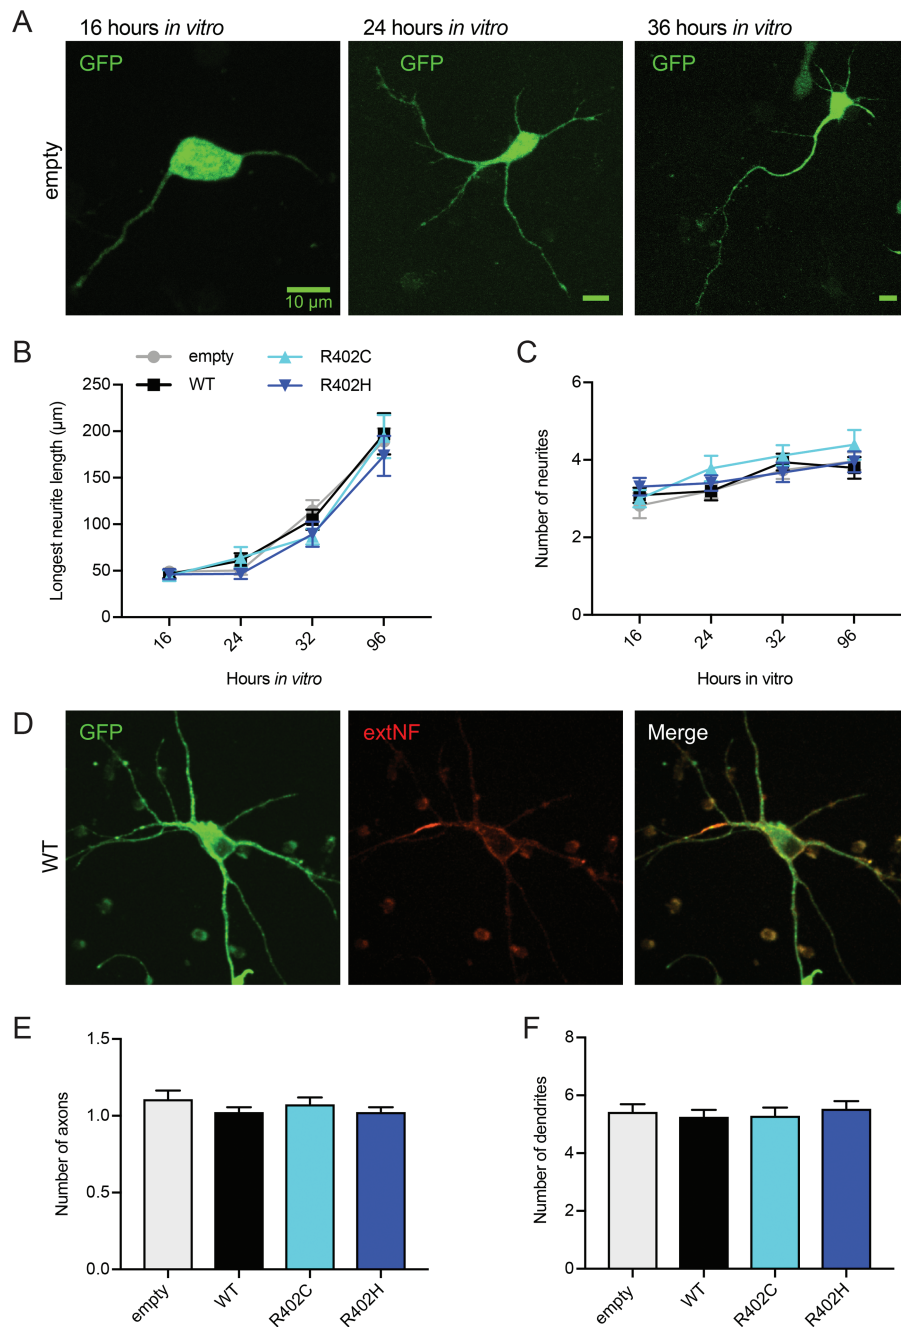 A
16 hours in vitro
24 hours in vitro
36 hours in vitro
empty
GFP
GFP
GFP
10 µm
B
empty
WT
R402C
R402H
Longest neurite length (µm)
250
200
150
100
50
0
16
24
32
96
Hours in vitro
C
Number of neurites
6
4
2
0
16
24
32
96
Hours in vitro
D
WT
GFP
extNF
Merge
E
Number of axons
1.5
1.0
0.5
0.0
empty
WT
R402C
R402H
F
Number of dendrites
8
6
4
2
0
empty
WT
R402C
R402H